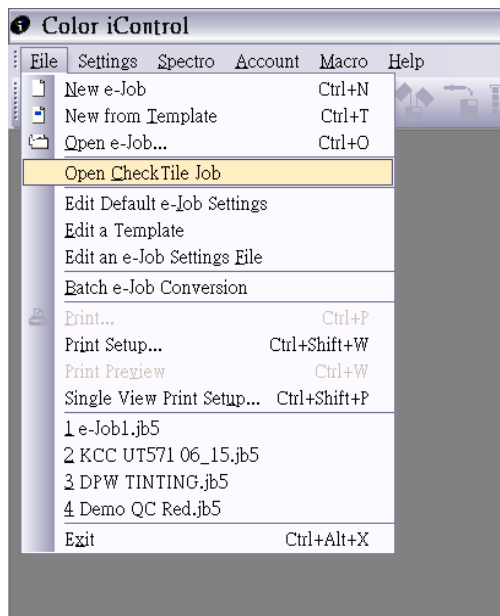 Color iControl
File Settings Spectro Account Macro Help
New e-Job Ctrl+N
New from Template Ctrl+T
Open e-Job... Ctrl+O
Open CheckTile Job
Edit Default e-Job Settings
Edit a Template
Edit an e-Job Settings File
Batch e-Job Conversion
Print... Ctrl+P
Print Setup... Ctrl+Shift+W
Print Preview Ctrl+W
Single View Print Setup... Ctrl+Shift+P
1 e-Job1.jb5
2 KCC UT571 06_15.jb5
3 DPW TINTING.jb5
4 Demo QC Red.jb5
Exit Ctrl+Alt+X